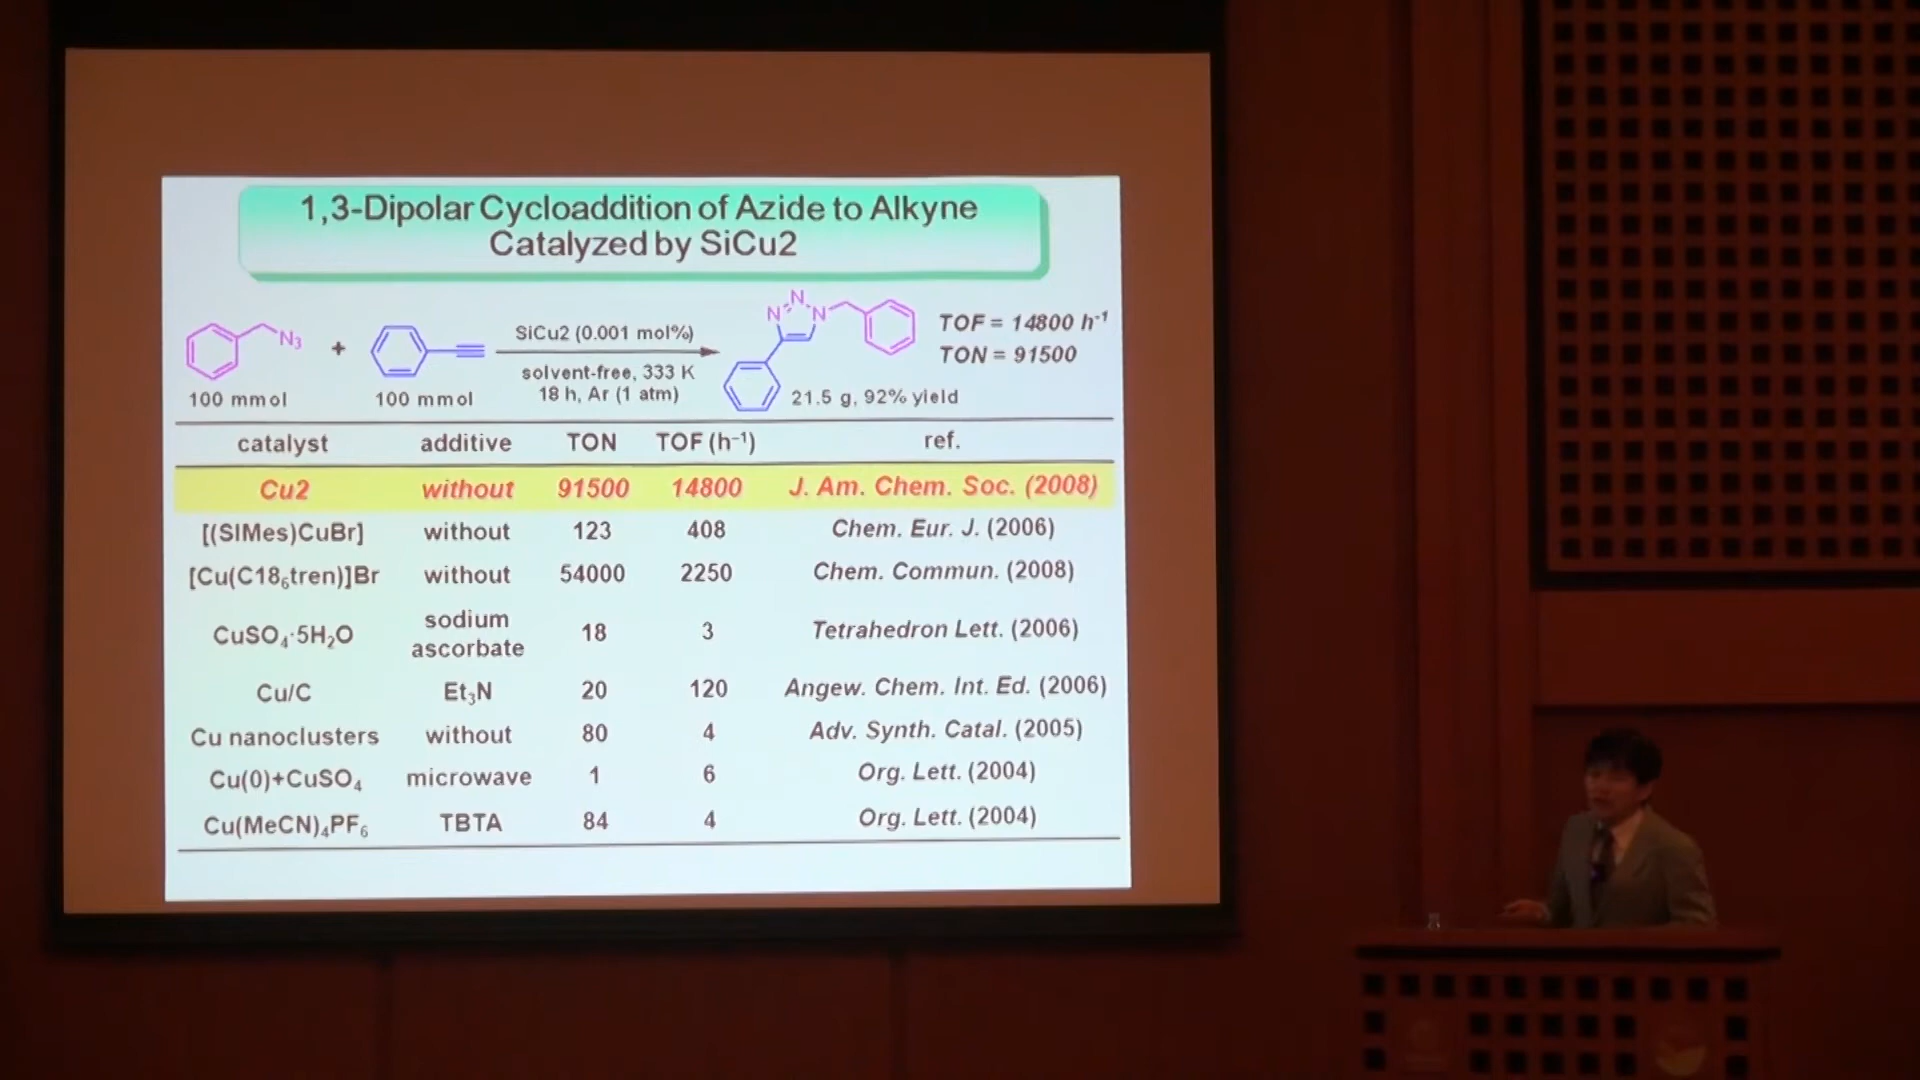 1,3-Dipolar Cycloaddition of Azide to Alkyne
Catalyzed by SiCu2
N₃
+
SiCu2 (0.001 mol%)
solvent-free, 333 K
18 h, Ar (1 atm)
N
N
N
TOF = 14800 h⁻¹
TON = 91500
100 mmol
100 mmol
21.5 g, 92% yield
catalyst additive TON TOF (h⁻¹) ref.
Cu2 without 91500 14800 J. Am. Chem. Soc. (2008)
[(SIMes)CuBr] without 123 408 Chem. Eur. J. (2006)
[Cu(C18₆tren)]Br without 54000 2250 Chem. Commun. (2008)
CuSO₄·5H₂O sodium ascorbate 18 3 Tetrahedron Lett. (2006)
Cu/C Et₃N 20 120 Angew. Chem. Int. Ed. (2006)
Cu nanoclusters without 80 4 Adv. Synth. Catal. (2005)
Cu(0)+CuSO₄ microwave 1 6 Org. Lett. (2004)
Cu(MeCN)₄PF₆ TBTA 84 4 Org. Lett. (2004)